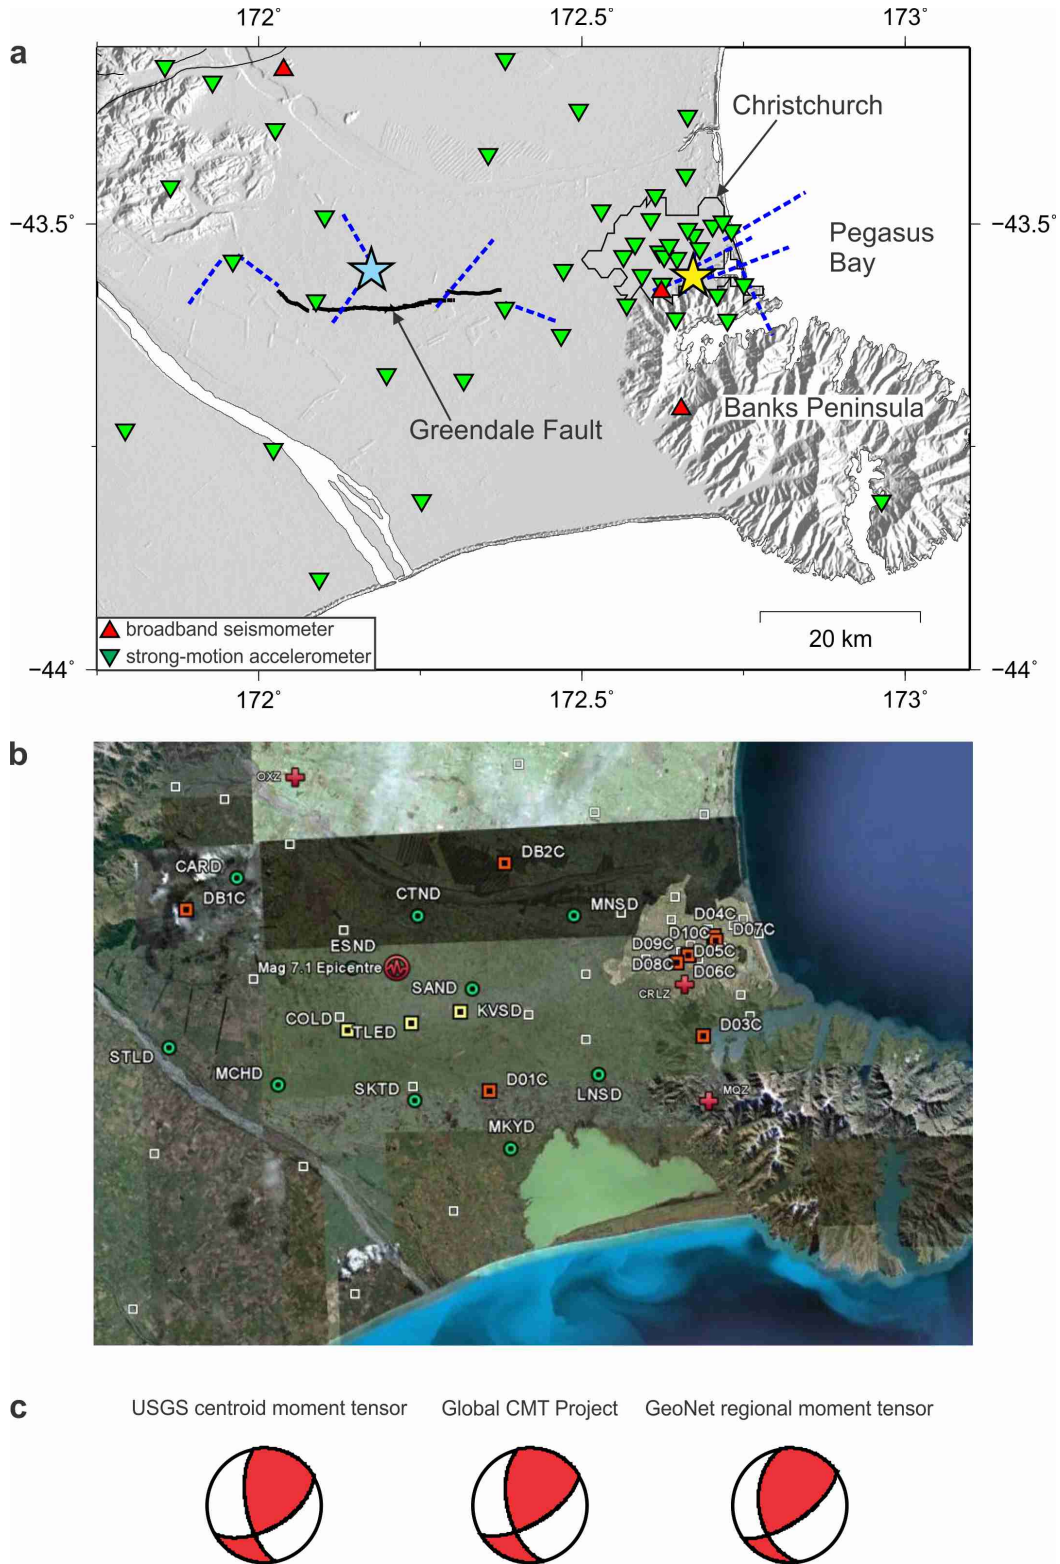 172˚ 172.5˚ 173˚
a
Christchurch
−43.5˚ −43.5˚
Pegasus
Bay
Banks Peninsula
Greendale Fault
broadband seismometer
strong-motion accelerometer
20 km
−44˚ −44˚
172˚ 172.5˚ 173˚
b
OXZ
DB2C
CARD
DB1C
CTND
MNSD
D04C
D10C D07C
ESND
D09C D05C
Mag 7.1 Epicentre
D08C
D06C
SAND
CRLZ
COLD
TLED
KVSD
D03C
STLD
MCHD
SKTD
D01C
LNSD
MQZ
MKYD
c
USGS centroid moment tensor Global CMT Project GeoNet regional moment tensor